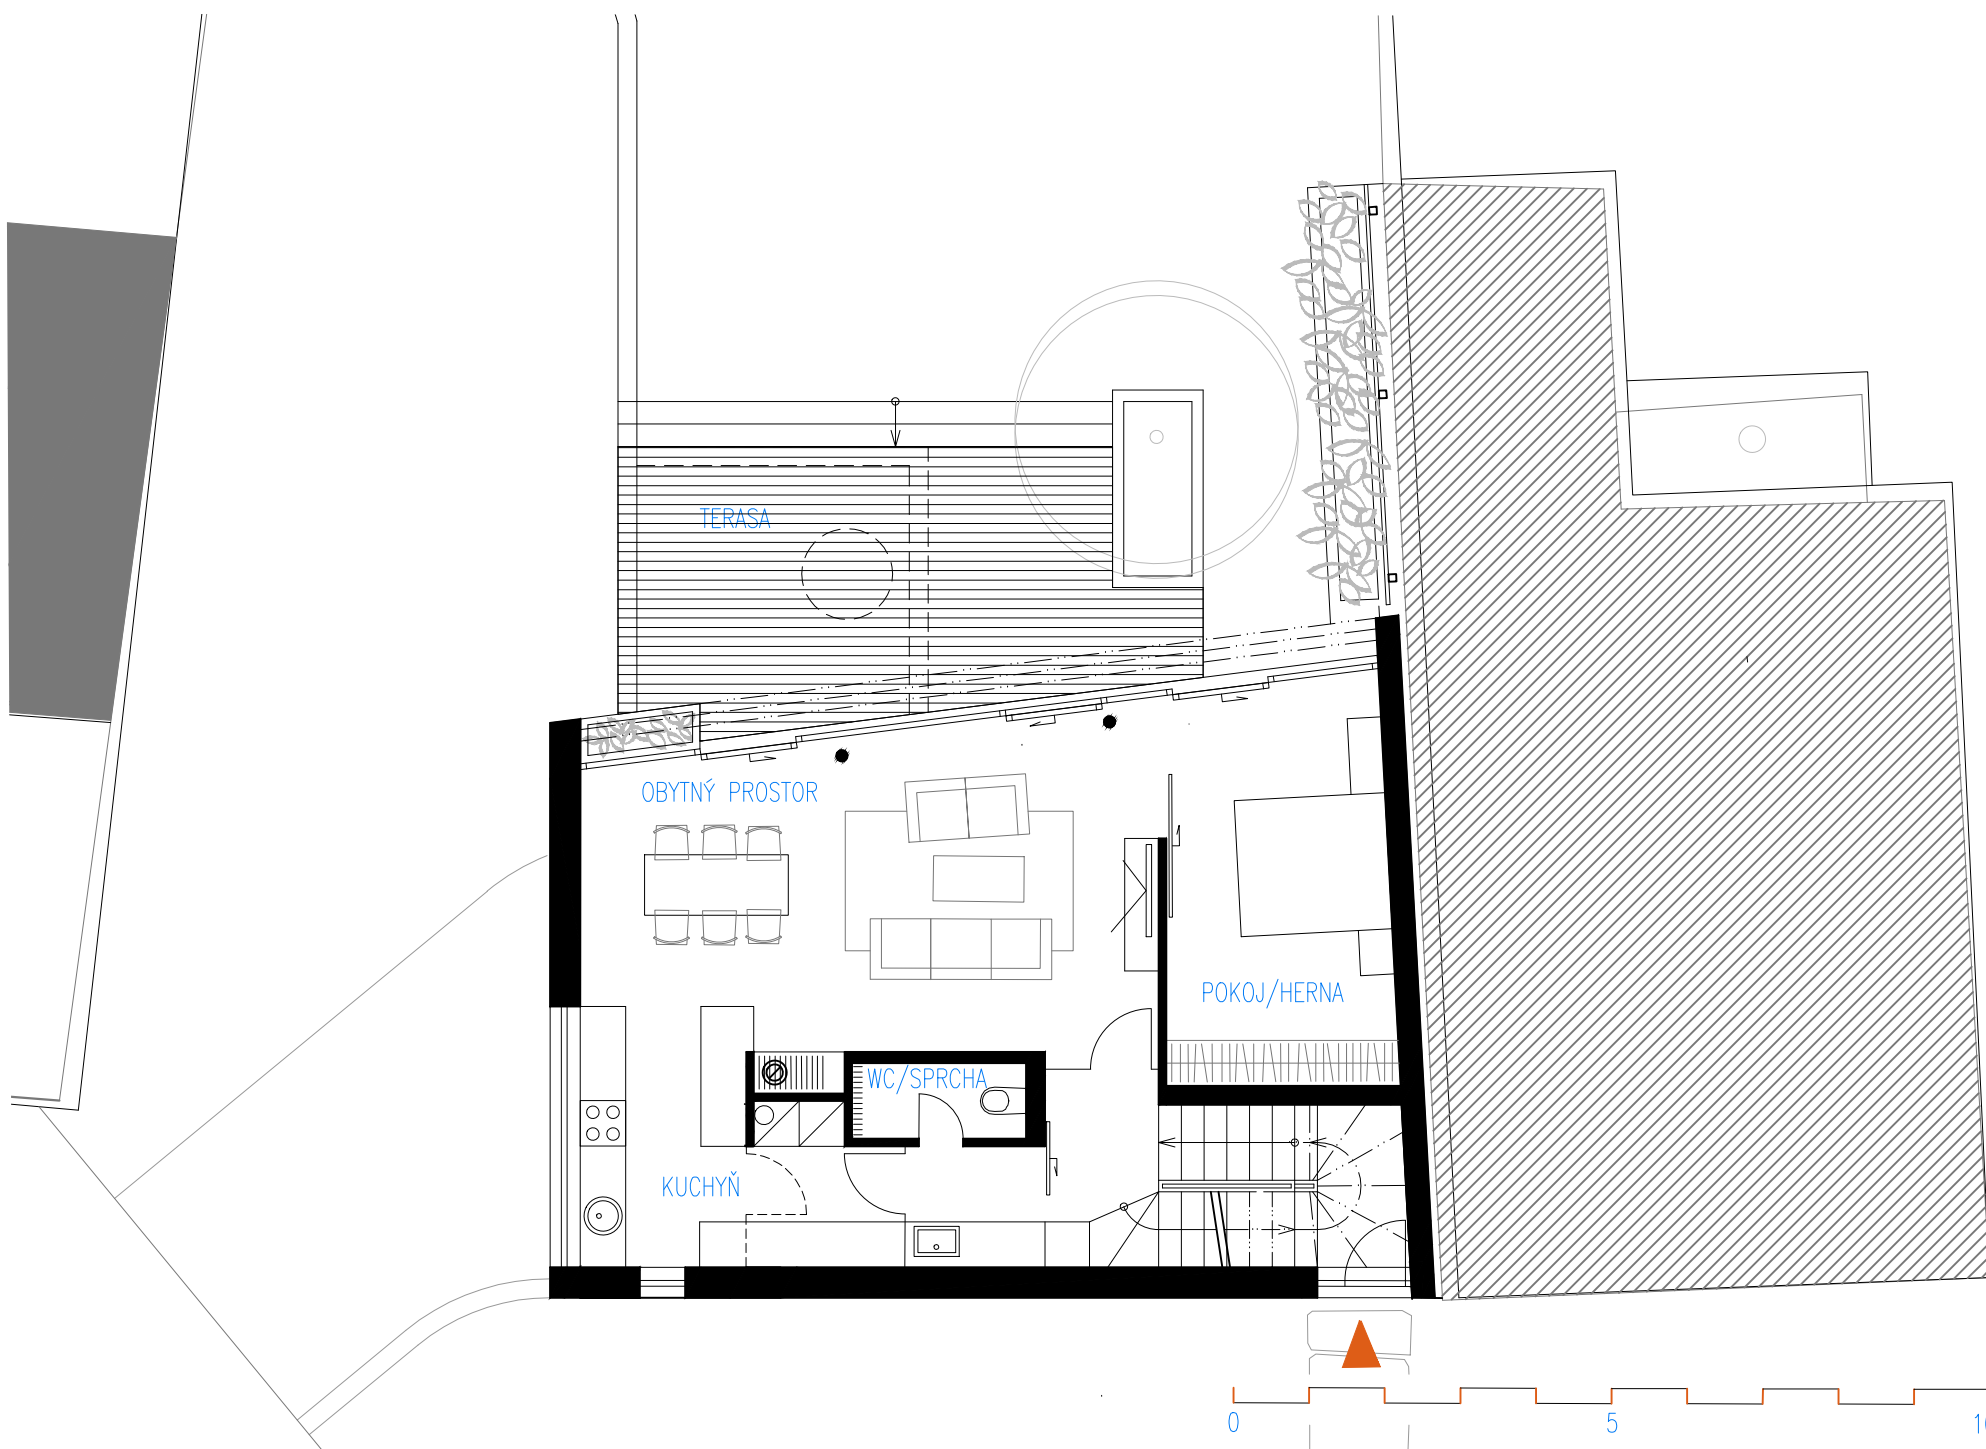 TERASA
OBYTNÝ PROSTOR
POKOJ/HERNA
WC/SPRCHA
KUCHYŇ
0 5